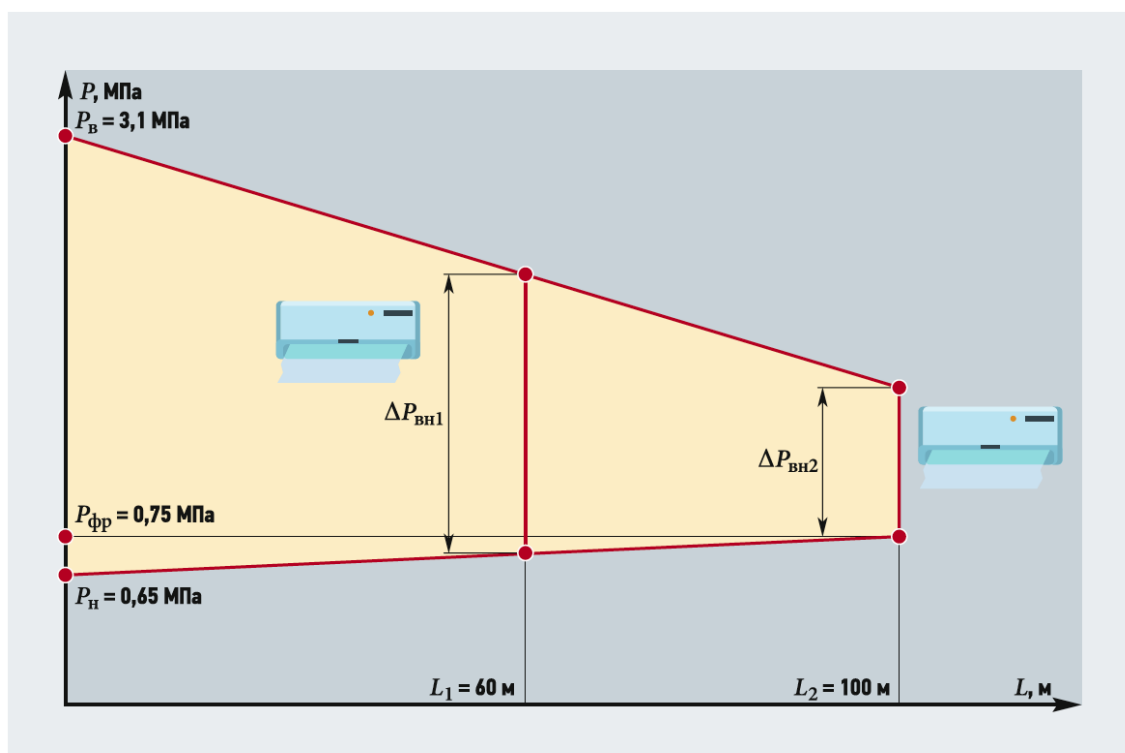 P, МПа
Pв = 3,1 МПа
ΔPвн1
ΔPвн2
Pфр = 0,75 МПа
Pн = 0,65 МПа
L1 = 60 м
L2 = 100 м
L, м